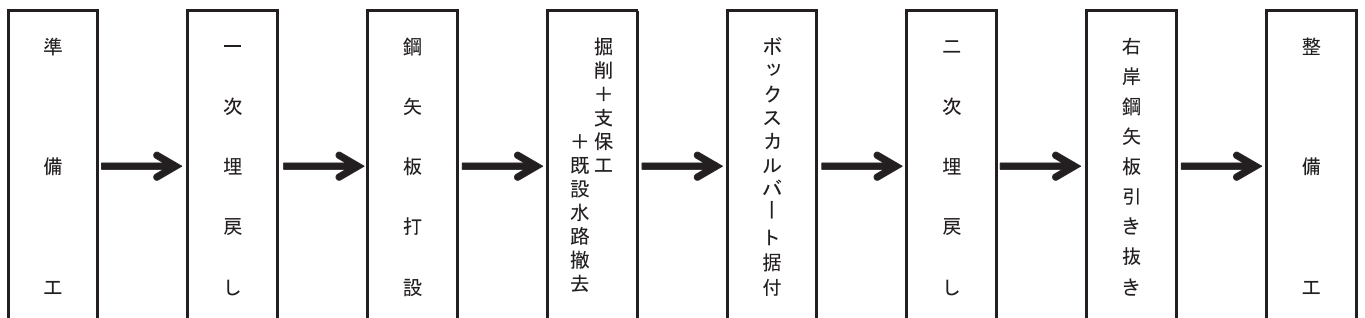 準備工
一次埋戻し
鋼矢板打設
掘削＋支保工
＋既設水路撤去
ボックスカルバート据付
二次埋戻し
右岸鋼矢板引き抜き
整備工